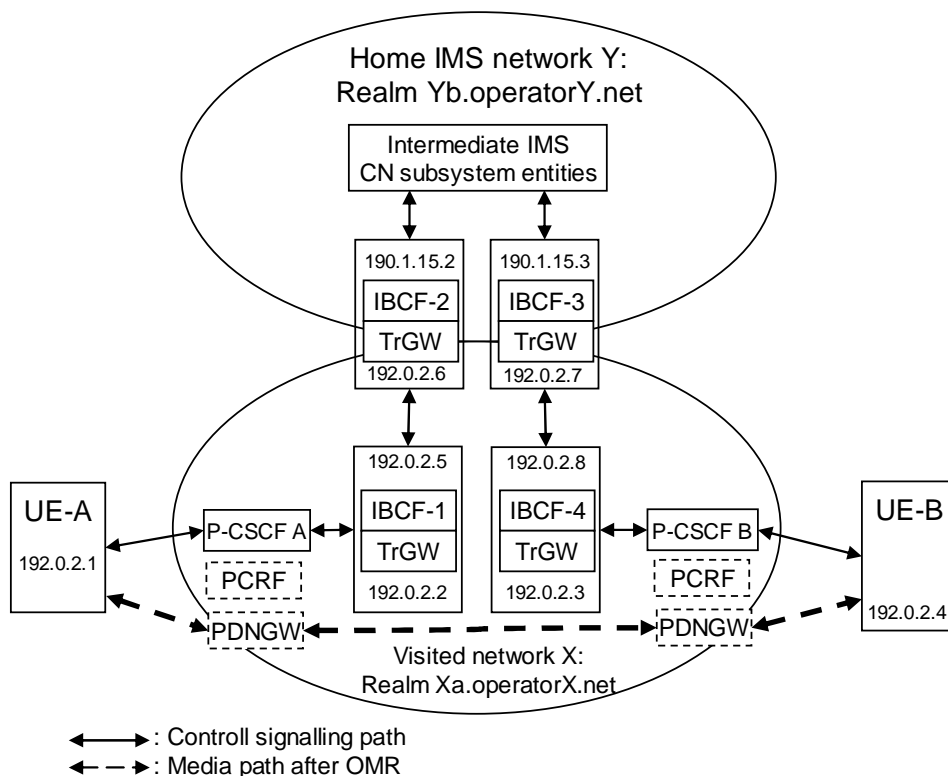 Home IMS network Y:
Realm Yb.operatorY.net
Intermediate IMS
CN subsystem entities
190.1.15.2
IBCF-2
TrGW
192.0.2.6
190.1.15.3
IBCF-3
TrGW
192.0.2.7
UE-A
192.0.2.1
P-CSCF A
PCRF
PDNGW
192.0.2.5
IBCF-1
TrGW
192.0.2.2
192.0.2.8
IBCF-4
TrGW
192.0.2.3
P-CSCF B
PCRF
PDNGW
UE-B
192.0.2.4
Visited network X:
Realm Xa.operatorX.net
: Controll signalling path
: Media path after OMR